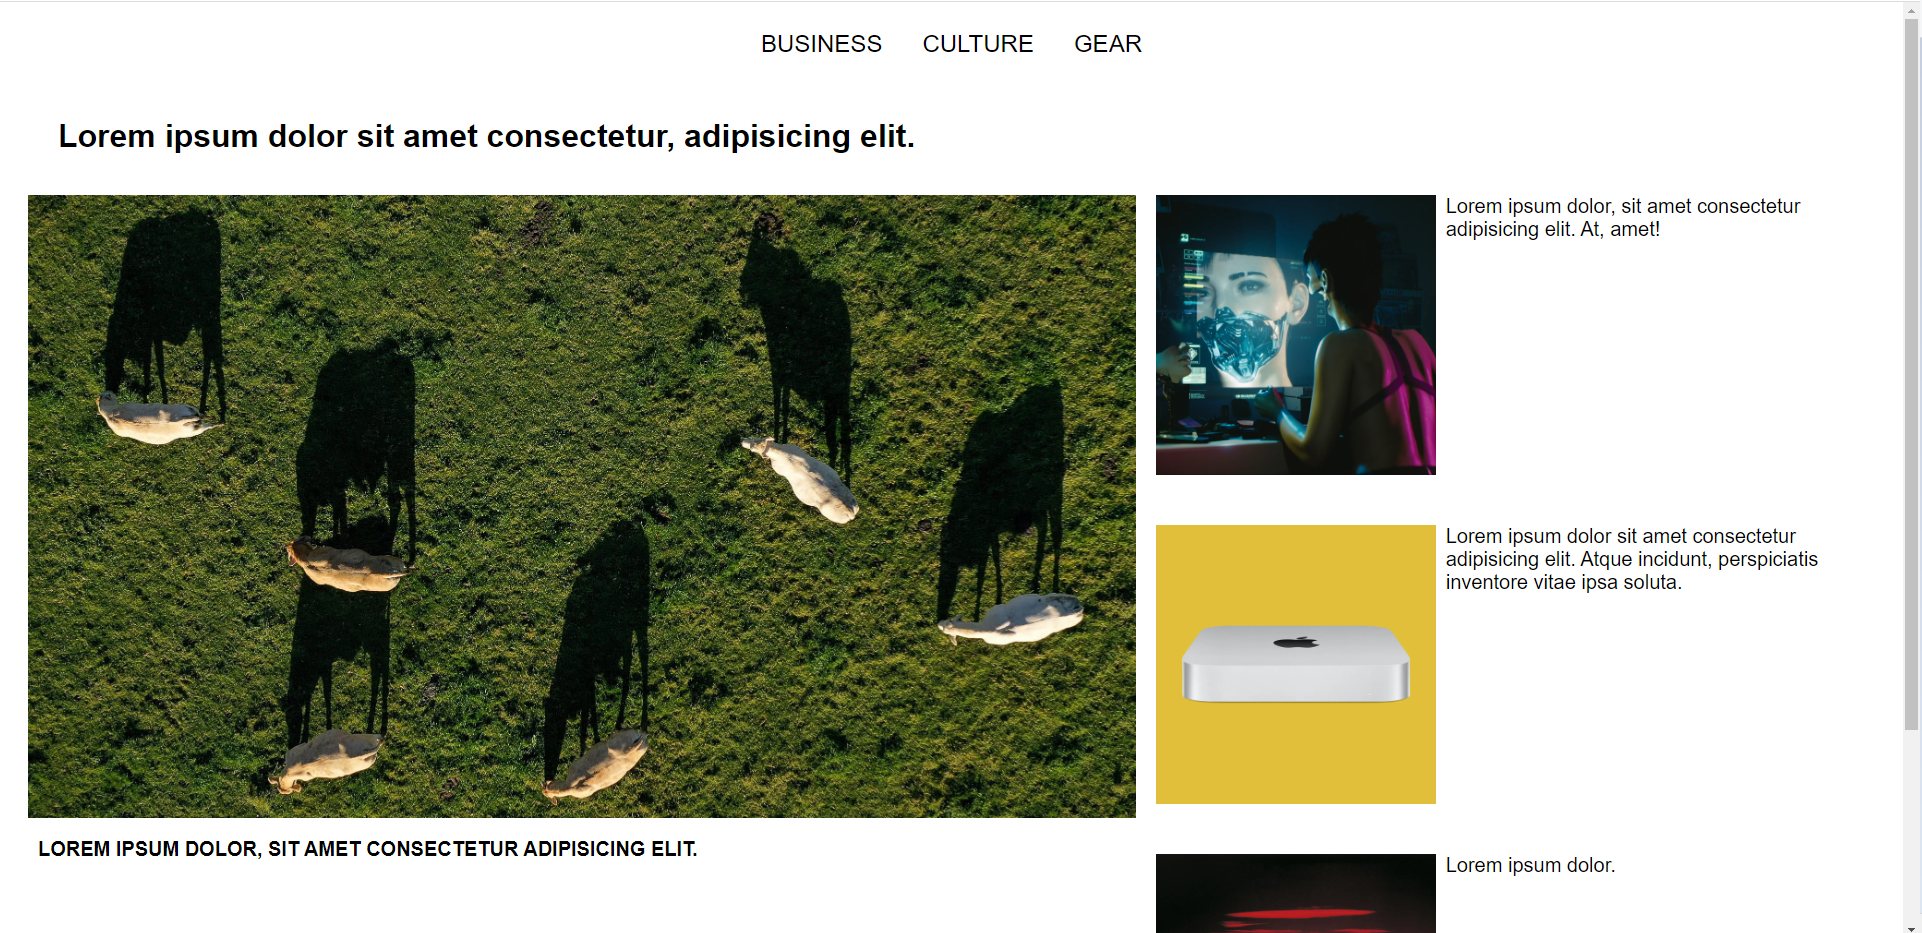 BUSINESS CULTURE GEAR
Lorem ipsum dolor sit amet consectetur, adipisicing elit.
Lorem ipsum dolor, sit amet consectetur
adipisicing elit. At, amet!
Lorem ipsum dolor sit amet consectetur
adipisicing elit. Atque incidunt, perspiciatis
inventore vitae ipsa soluta.
LOREM IPSUM DOLOR, SIT AMET CONSECTETUR ADIPISICING ELIT.
Lorem ipsum dolor.